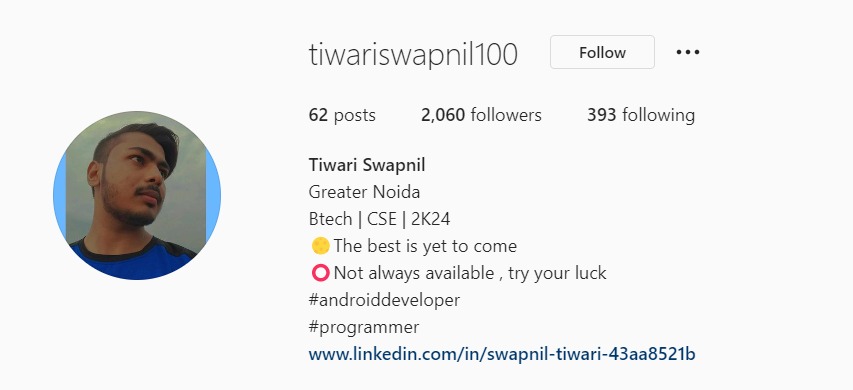 tiwariswapnil100 Follow
62 posts 2,060 followers 393 following
Tiwari Swapnil
Greater Noida
Btech | CSE | 2K24
🌕The best is yet to come
⭕Not always available , try your luck
#androiddeveloper
#programmer
www.linkedin.com/in/swapnil-tiwari-43aa8521b